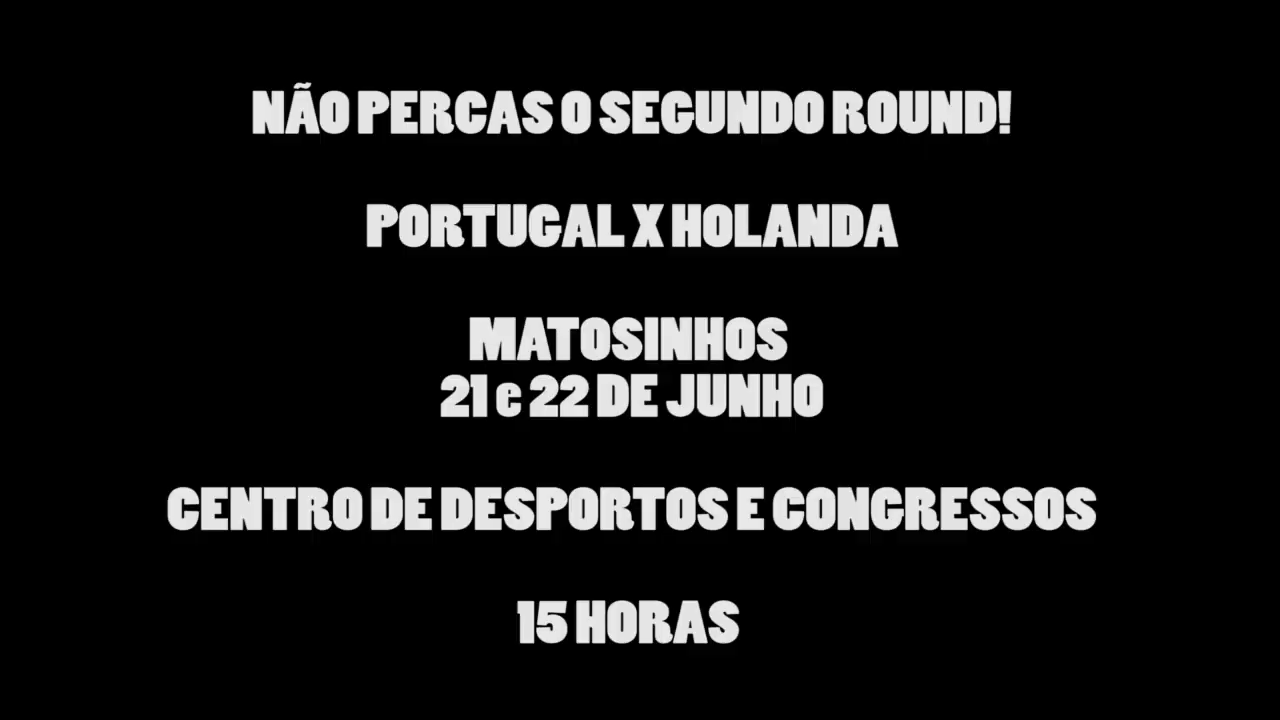 NÃO PERCAS O SEGUNDO ROUND!
PORTUGAL X HOLANDA
MATOSINHOS
21 e 22 DE JUNHO
CENTRO DE DESPORTOS E CONGRESSOS
15 HORAS